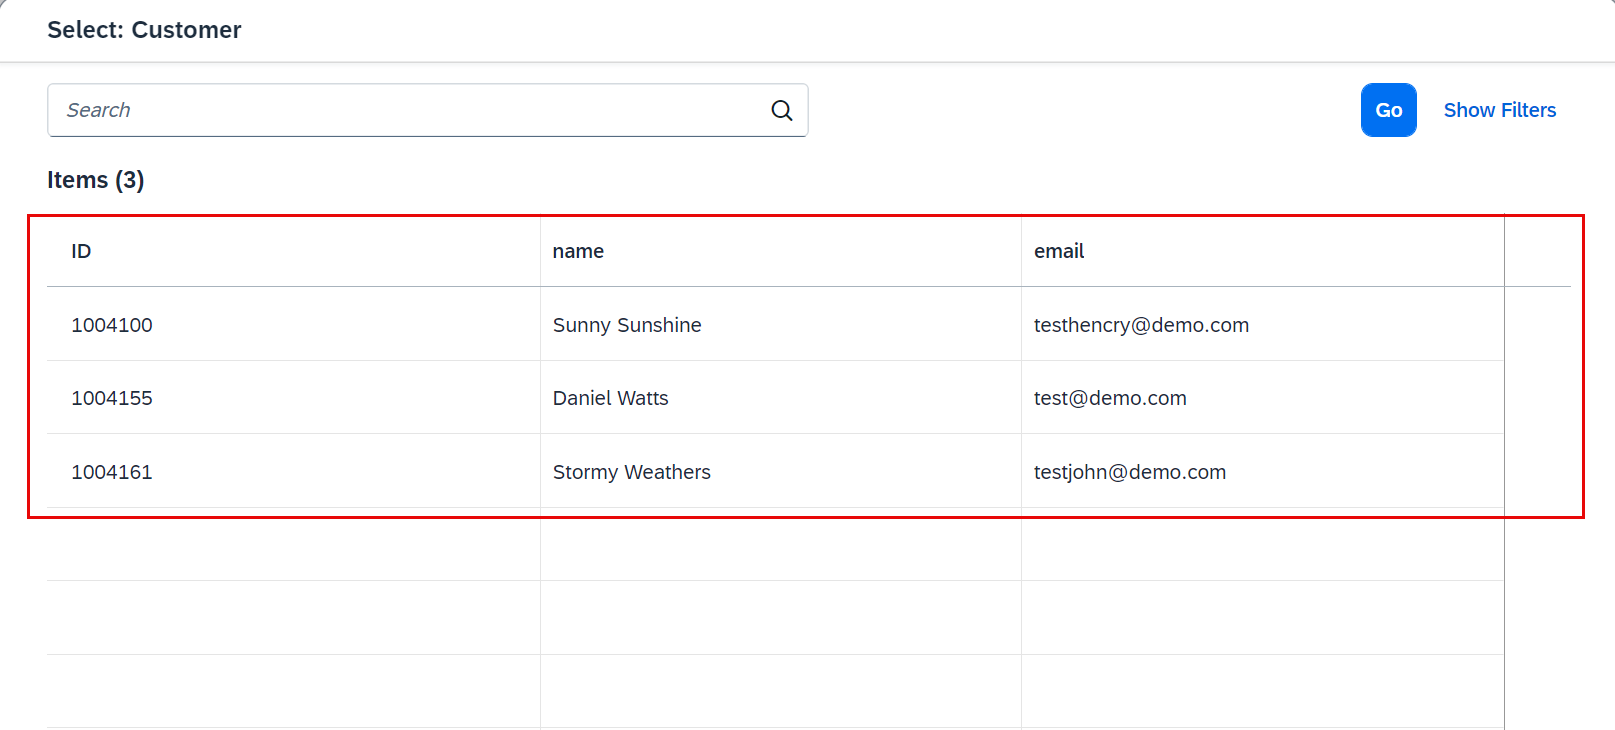 Select: Customer
Search
Go
Show Filters
Items (3)
ID name email
1004100 Sunny Sunshine testhencry@demo.com
1004155 Daniel Watts test@demo.com
1004161 Stormy Weathers testjohn@demo.com